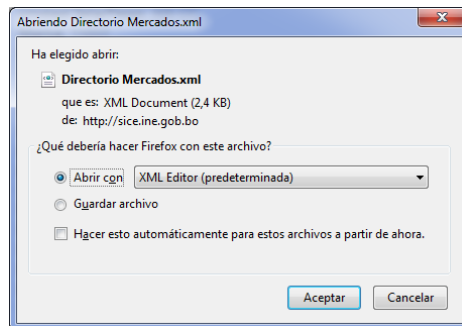 Abriendo Directorio Mercados.xml
Ha elegido abrir:
Directorio Mercados.xml
que es: XML Document (2,4 KB)
de: http://sice.ine.gob.bo
¿Qué debería hacer Firefox con este archivo?
Abrir con XML Editor (predeterminada)
Guardar archivo
Hacer esto automáticamente para estos archivos a partir de ahora.
Aceptar Cancelar